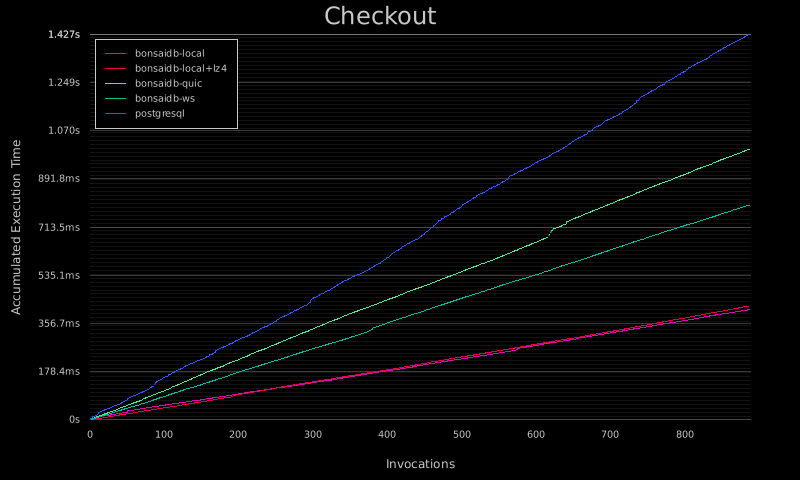 Checkout
1.427s
1.249s
1.070s
891.8ms
713.5ms
535.1ms
356.7ms
178.4ms
0s
bonsaidb-local
bonsaidb-local+lz4
bonsaidb-quic
bonsaidb-ws
postgresql
Accumulated Execution Time
0 100 200 300 400 500 600 700 800
Invocations